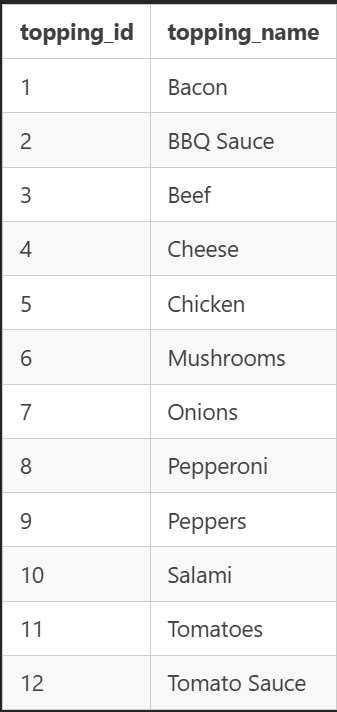 topping_id topping_name
1 Bacon
2 BBQ Sauce
3 Beef
4 Cheese
5 Chicken
6 Mushrooms
7 Onions
8 Pepperoni
9 Peppers
10 Salami
11 Tomatoes
12 Tomato Sauce